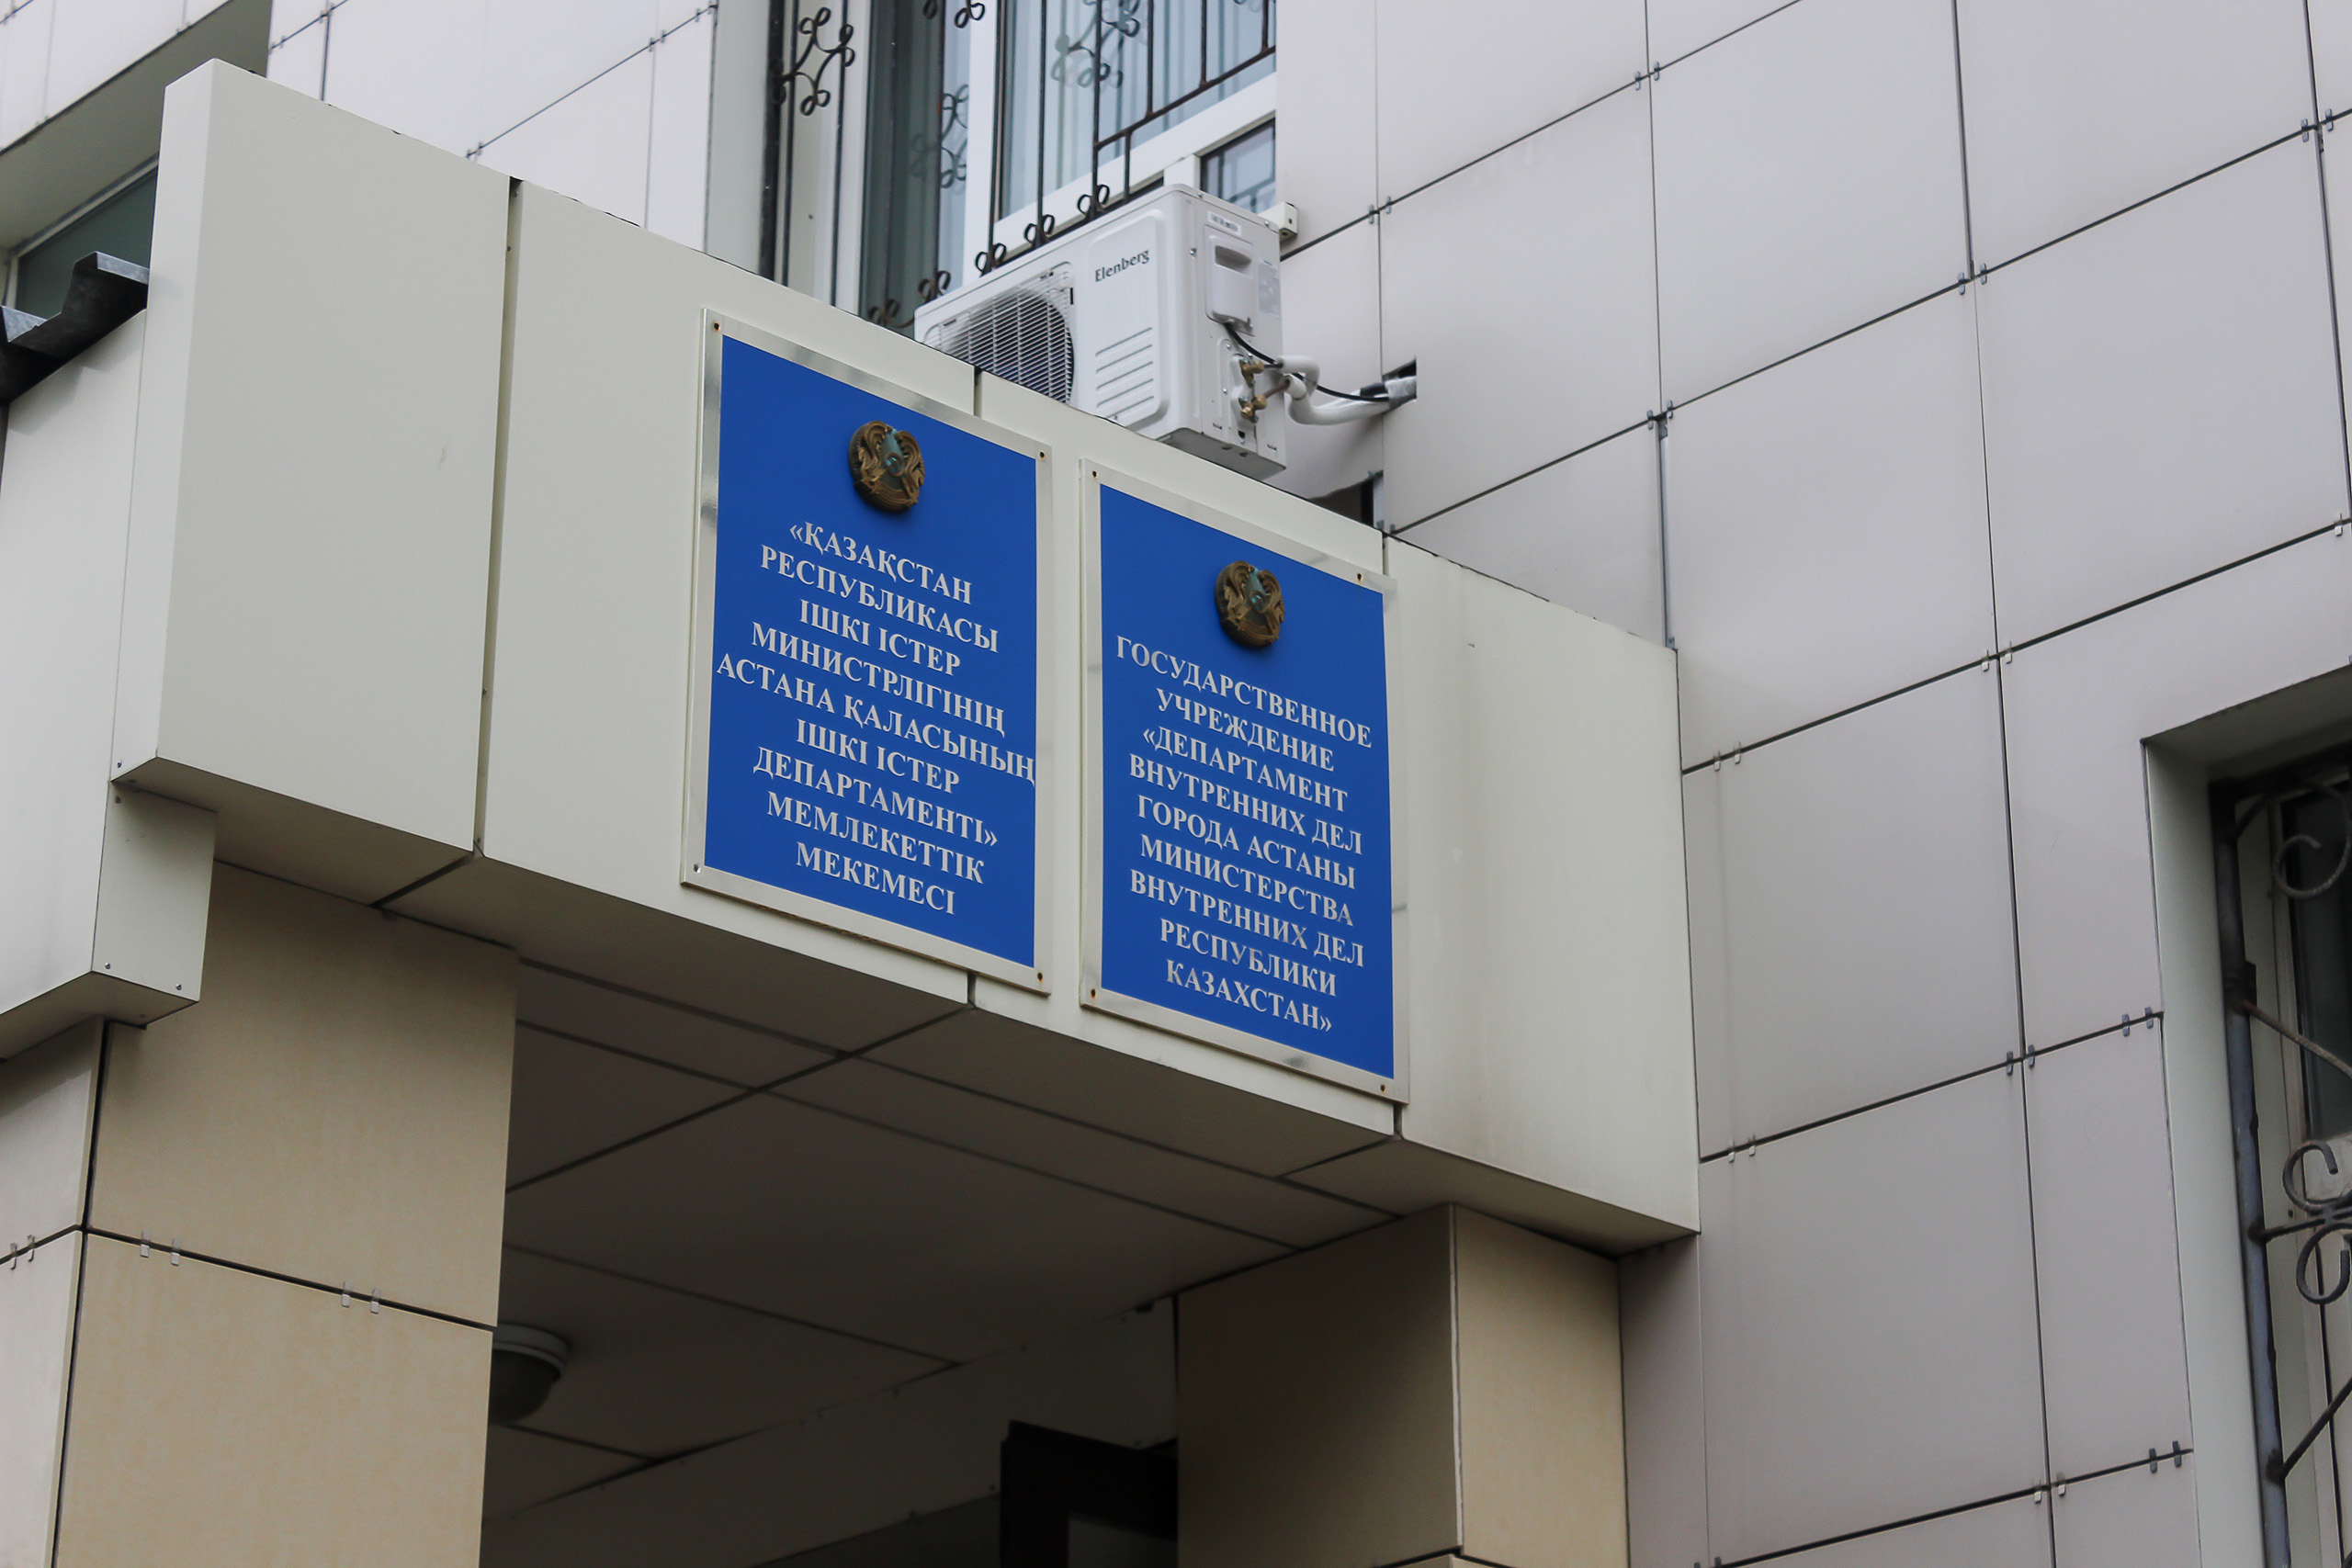 Elenberg
«ҚАЗАҚСТАН
РЕСПУБЛИКАСЫ
ІШКІ ІСТЕР
МИНИСТРЛІГІНІҢ
АСТАНА ҚАЛАСЫНЫҢ
ІШКІ ІСТЕР
ДЕПАРТАМЕНТІ»
МЕМЛЕКЕТТІК
МЕКЕМЕСІ
ГОСУДАРСТВЕННОЕ
УЧРЕЖДЕНИЕ
«ДЕПАРТАМЕНТ
ВНУТРЕННИХ ДЕЛ
ГОРОДА АСТАНЫ
МИНИСТЕРСТВА
ВНУТРЕННИХ ДЕЛ
РЕСПУБЛИКИ
КАЗАХСТАН»